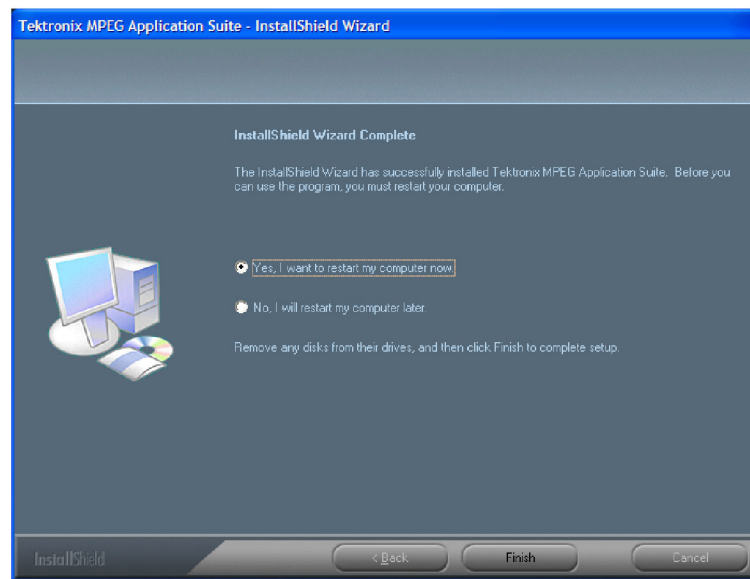 Tektronix MPEG Application Suite - InstallShield Wizard
InstallShield Wizard Complete
The InstallShield Wizard has successfully installed Tektronix MPEG Application Suite. Before you
can use the program, you must restart your computer.
Yes, I want to restart my computer now.
No, I will restart my computer later.
Remove any disks from their drives, and then click Finish to complete setup.
InstallShield
< Back
Finish
Cancel